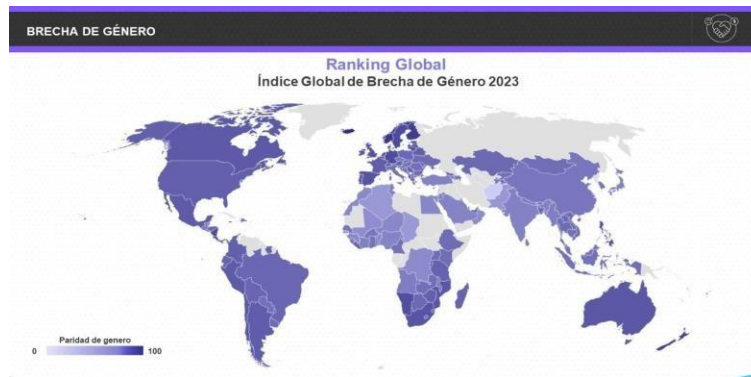 BRECHA DE GÉNERO
Ranking Global
Índice Global de Brecha de Género 2023
Paridad de genero
0 100